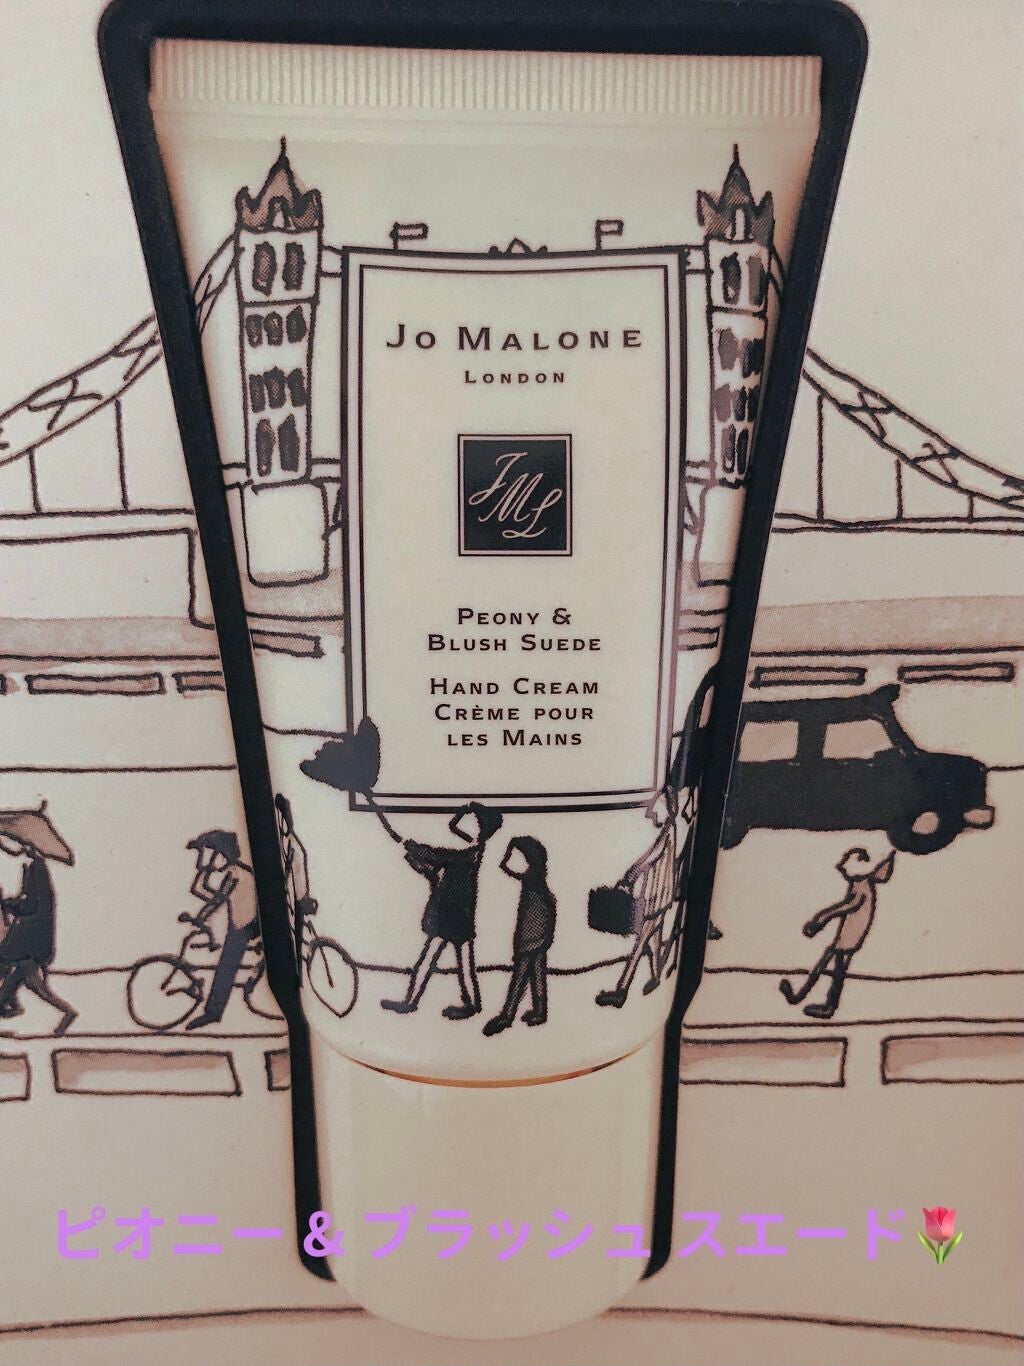 JO MALONE
LONDON
JML
PEONY &
BLUSH SUEDE
HAND CREAM
CRÈME POUR
LES MAINS
ピオニー＆ブラッシュスエード🌷